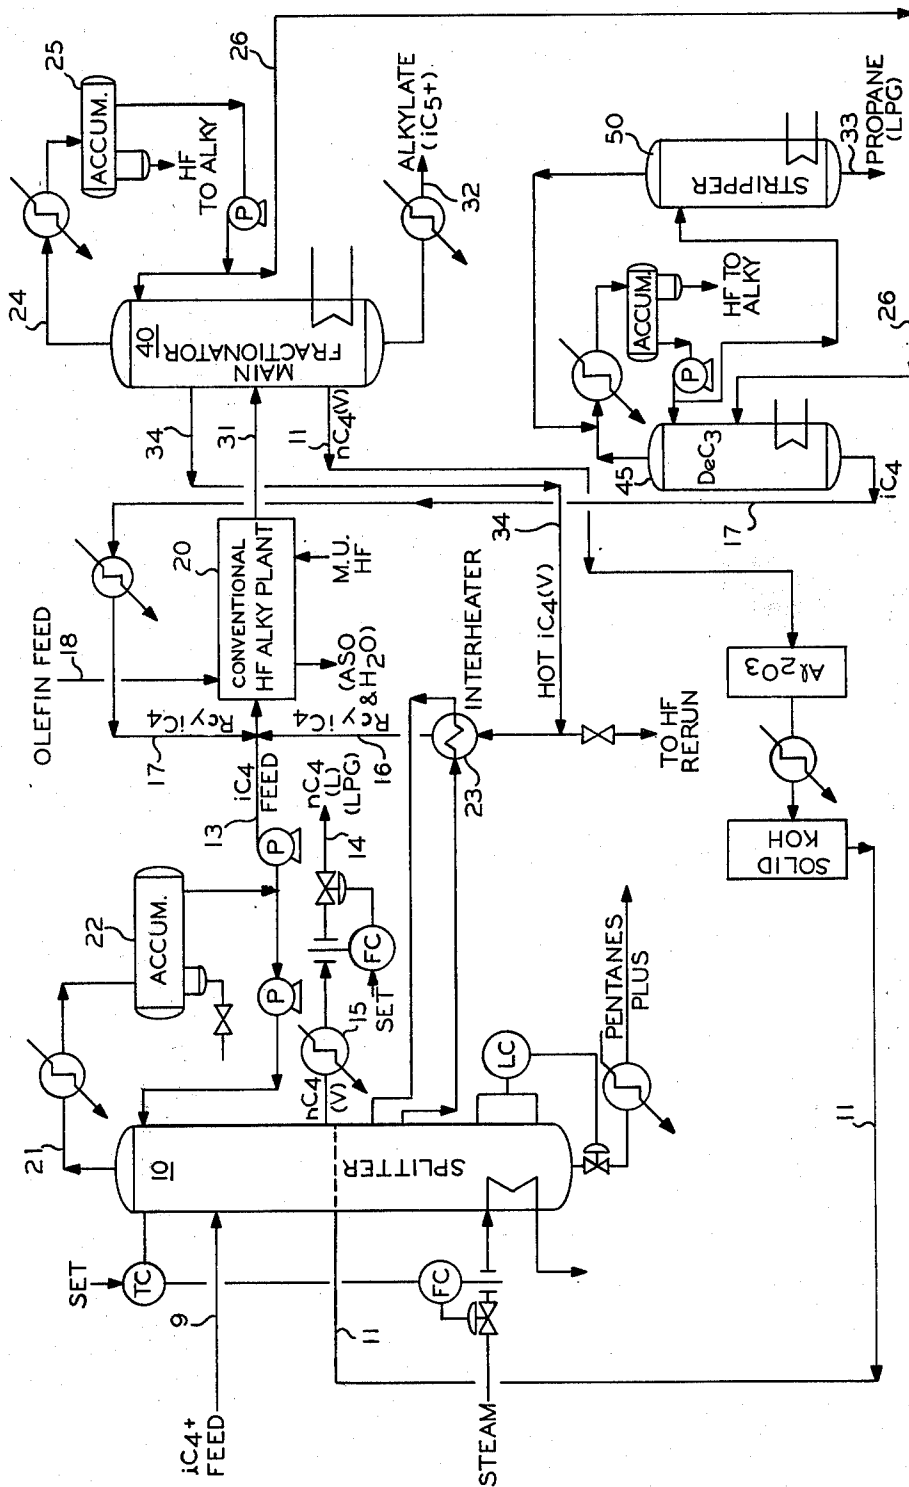 iC4+
FEED
9
SET
TC
21
10
SPLITTER
FC
STEAM
11
ACCUM.
22
P
P
13
iC4
FEED
nC4
(V)
15
FC
SET
14
nC4
(L)
(LPG)
LC
PENTANES
PLUS
11
OLEFIN FEED
18
17
Rcy iC4
Rcy iC4
16
CONVENTIONAL
HF ALKY PLANT
20
(ASO
& H2O)
M.U.
HF
INTERHEATER
23
HOT iC4(V)
34
TO HF
RERUN
SOLID
KOH
Al2O3
24
25
ACCUM.
HF
TO ALKY
P
26
40
MAIN
FRACTIONATOR
34
31
11
nC4(V)
ALKYLATE
(iC5+)
32
17
iC4
45
DeC3
P
ACCUM.
HF TO
ALKY
50
STRIPPER
33
PROPANE
(LPG)
26